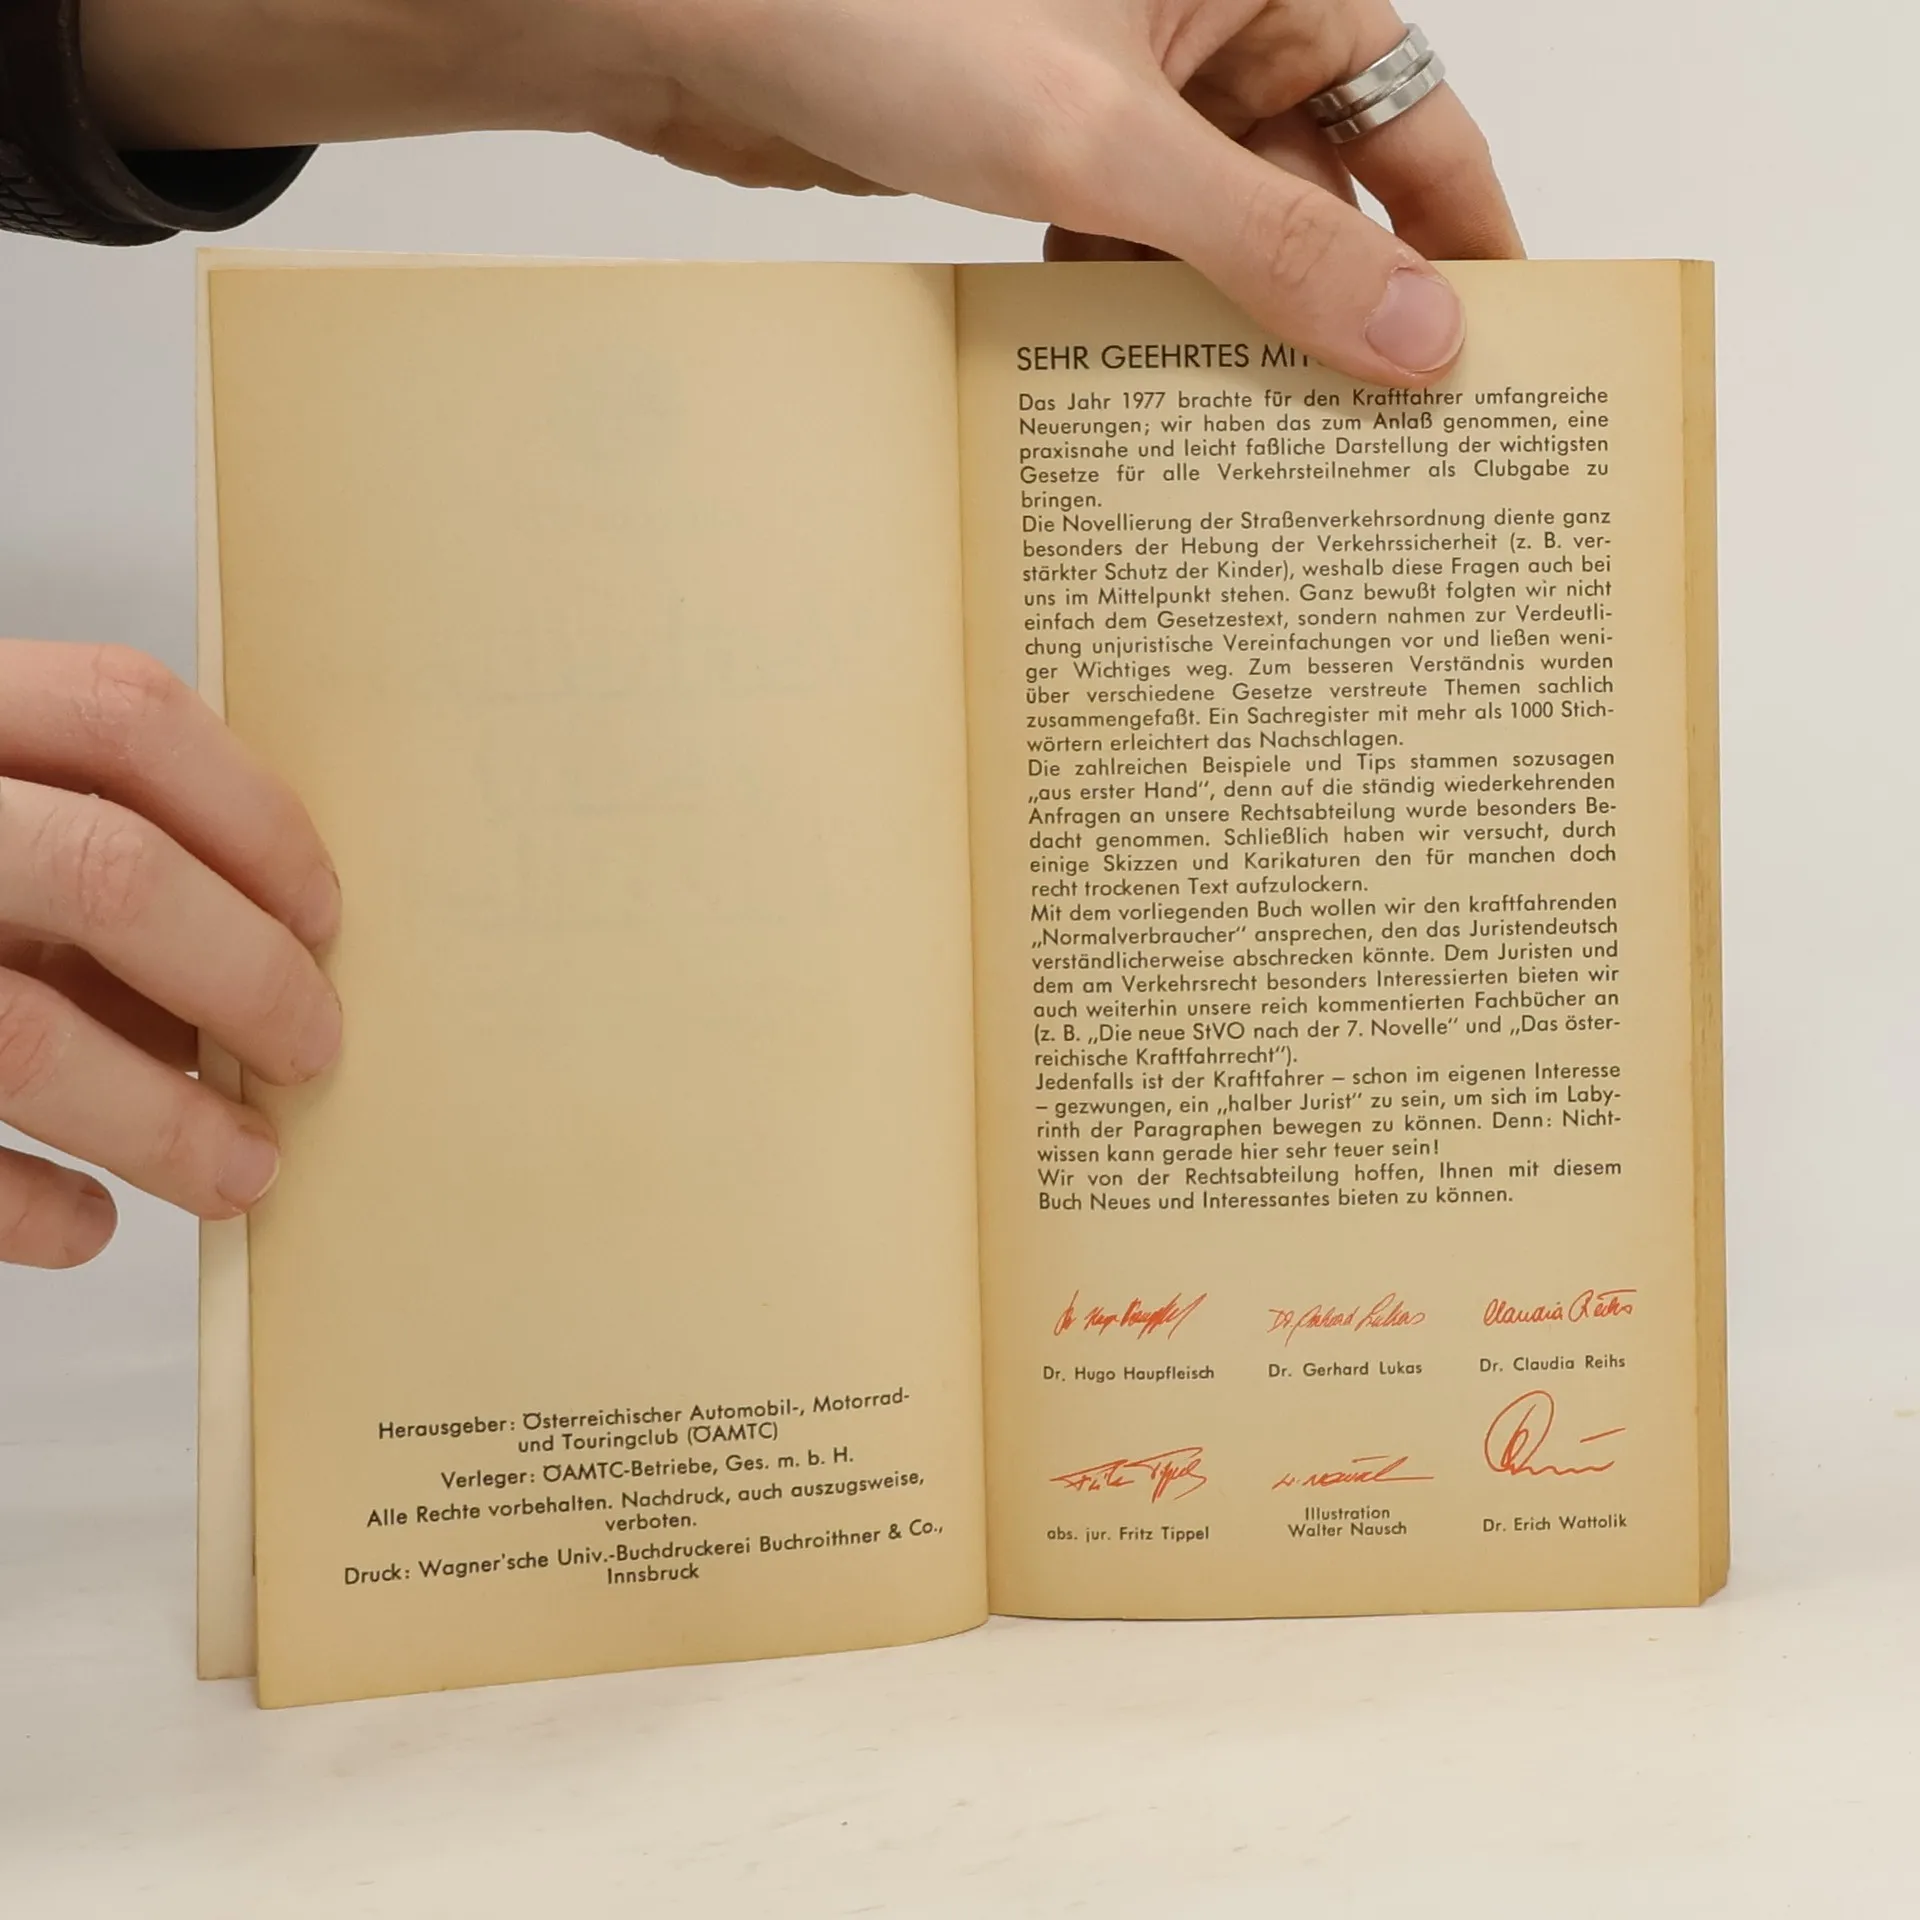 Herausgeber: Österreichischer Automobil-, Motorrad-
und Touringclub (ÖAMTC)
Verleger: ÖAMTC-Betriebe, Ges. m. b. H.
Alle Rechte vorbehalten. Nachdruck, auch auszugsweise,
verboten.
Druck: Wagner'sche Univ.-Buchdruckerei Buchroithner & Co.,
Innsbruck
SEHR GEEHRTES
Das Jahr 1977 brachte für den Kraftfahrer umfangreiche
Neuerungen; wir haben das zum Anlaß genommen, eine
praxisnahe und leicht faßliche Darstellung der wichtigsten
Gesetze für alle Verkehrsteilnehmer als Clubgabe zu
bringen.
Die Novellierung der Straßenverkehrsordnung diente ganz
besonders der Hebung der Verkehrssicherheit (z. B. ver-
stärkter Schutz der Kinder), weshalb diese Fragen auch bei
uns im Mittelpunkt stehen. Ganz bewußt folgten wir nicht
einfach dem Gesetzestext, sondern nahmen zur Verdeutli-
chung unjuristische Vereinfachungen vor und ließen weni-
ger Wichtiges weg. Zum besseren Verständnis wurden
über verschiedene Gesetze verstreute Themen sachlich
zusammengefaßt. Ein Sachregister mit mehr als 1000 Stich-
wörtern erleichtert das Nachschlagen.
Die zahlreichen Beispiele und Tips stammen sozusagen
„aus erster Hand“, denn auf die ständig wiederkehrenden
Anfragen an unsere Rechtsabteilung wurde besonders Be-
dacht genommen. Schließlich haben wir versucht, durch
einige Skizzen und Karikaturen den für manchen doch
recht trockenen Text aufzulockern.
Mit dem vorliegenden Buch wollen wir den kraftfahrenden
„Normalverbraucher“ ansprechen, den das Juristendeutsch
verständlicherweise abschrecken könnte. Dem Juristen und
dem am Verkehrsrecht besonders Interessierten bieten wir
auch weiterhin unsere reich kommentierten Fachbücher an
(z. B. „Die neue StVO nach der 7. Novelle“ und „Das öster-
reichische Kraftfahrrecht“).
Jedenfalls ist der Kraftfahrer – schon im eigenen Interesse
– gezwungen, ein „halber Jurist“ zu sein, um sich im Laby-
rinth der Paragraphen bewegen zu können. Denn: Nicht-
wissen kann gerade hier sehr teuer sein!
Wir von der Rechtsabteilung hoffen, Ihnen mit diesem
Buch Neues und Interessantes bieten zu können.
Dr. Gerhard Lukas Claudia Reihs
Dr. Hugo Haupfleisch Dr. Gerhard Lukas Dr. Claudia Reihs
Fritz Tippel W. Nausch
abs. jur. Fritz Tippel Illustration Walter Nausch Dr. Erich Wattolik